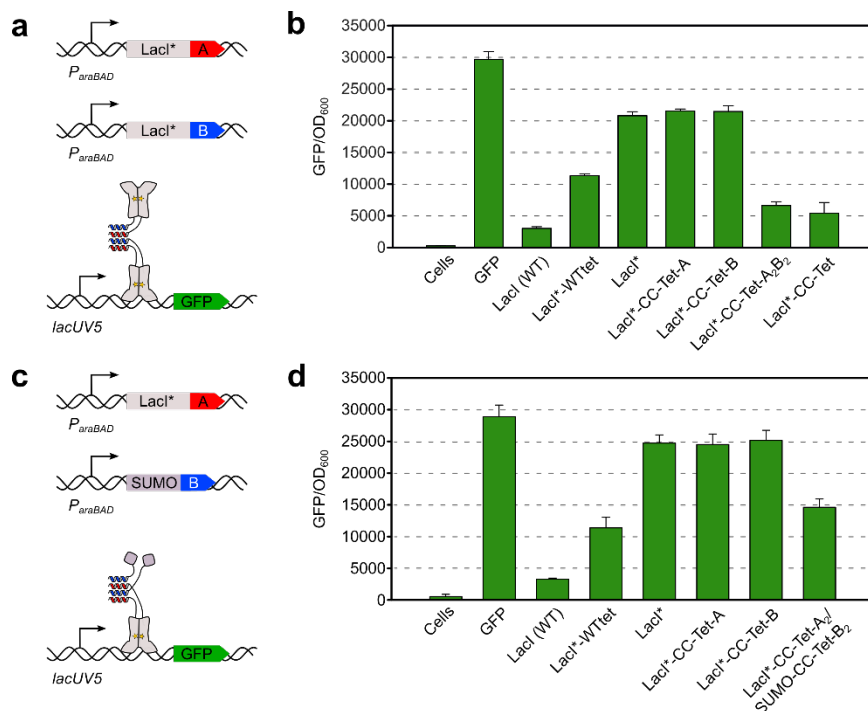 a
LacI* A
ParaBAD
LacI* B
ParaBAD
GFP
lacUV5
b
GFP/OD600
35000
30000
25000
20000
15000
10000
5000
0
Cells
GFP
LacI (WT)
LacI*-WTtet
LacI*
LacI*-CC-Tet-A
LacI*-CC-Tet-B
LacI*-CC-Tet-A2B2
LacI*-CC-Tet
c
LacI* A
ParaBAD
SUMO B
ParaBAD
GFP
lacUV5
d
GFP/OD600
35000
30000
25000
20000
15000
10000
5000
0
Cells
GFP
LacI (WT)
LacI*-WTtet
LacI*
LacI*-CC-Tet-A
LacI*-CC-Tet-B
LacI*-CC-Tet-A2/
SUMO-CC-Tet-B2